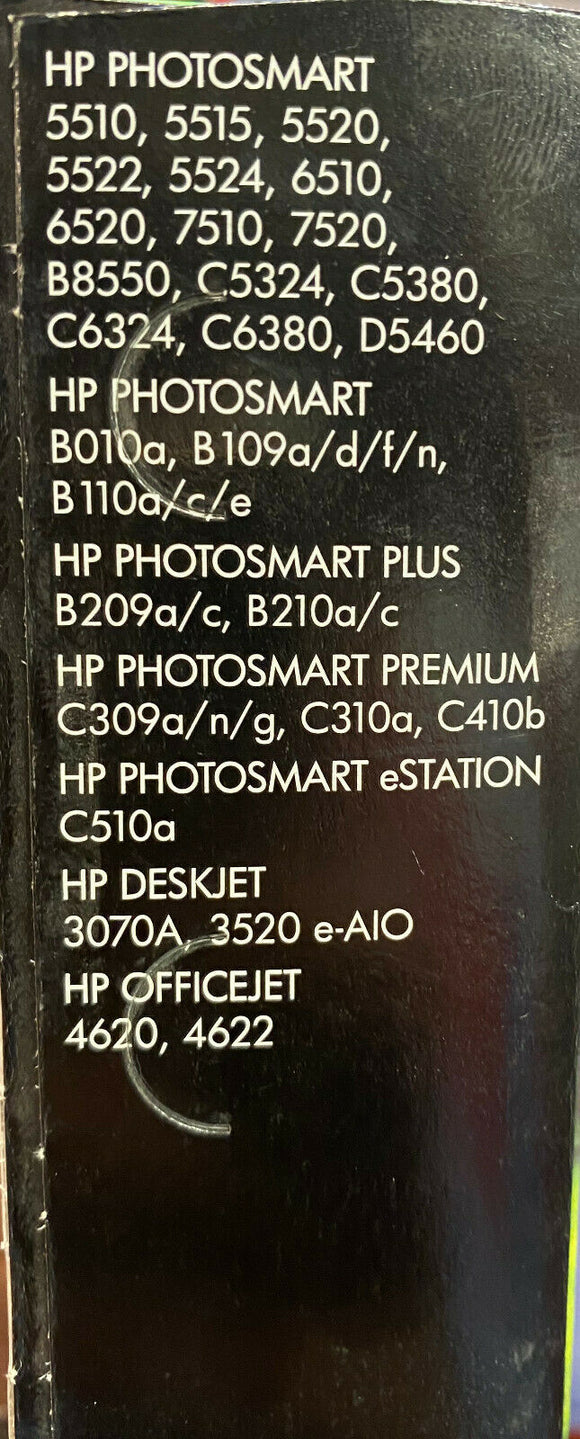 HP PHOTOSMART
5510, 5515, 5520,
5522, 5524, 6510,
6520, 7510, 7520,
B8550, C5324, C5380,
C6324, C6380, D5460
HP PHOTOSMART
B010a, B109a/d/f/n,
B110a/c/e
HP PHOTOSMART PLUS
B209a/c, B210a/c
HP PHOTOSMART PREMIUM
C309a/n/g, C310a, C410b
HP PHOTOSMART eSTATION
C510a
HP DESKJET
3070A, 3520 e-AIO
HP OFFICEJET
4620, 4622